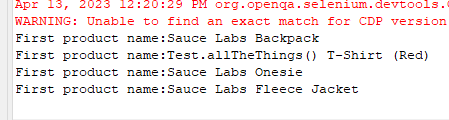 Apr 13, 2023 12:20:29 PM org.openqa.selenium.devtools.
WARNING: Unable to find an exact match for CDP version
First product name:Sauce Labs Backpack
First product name:Test.allTheThings() T-Shirt (Red)
First product name:Sauce Labs Onesie
First product name:Sauce Labs Fleece Jacket